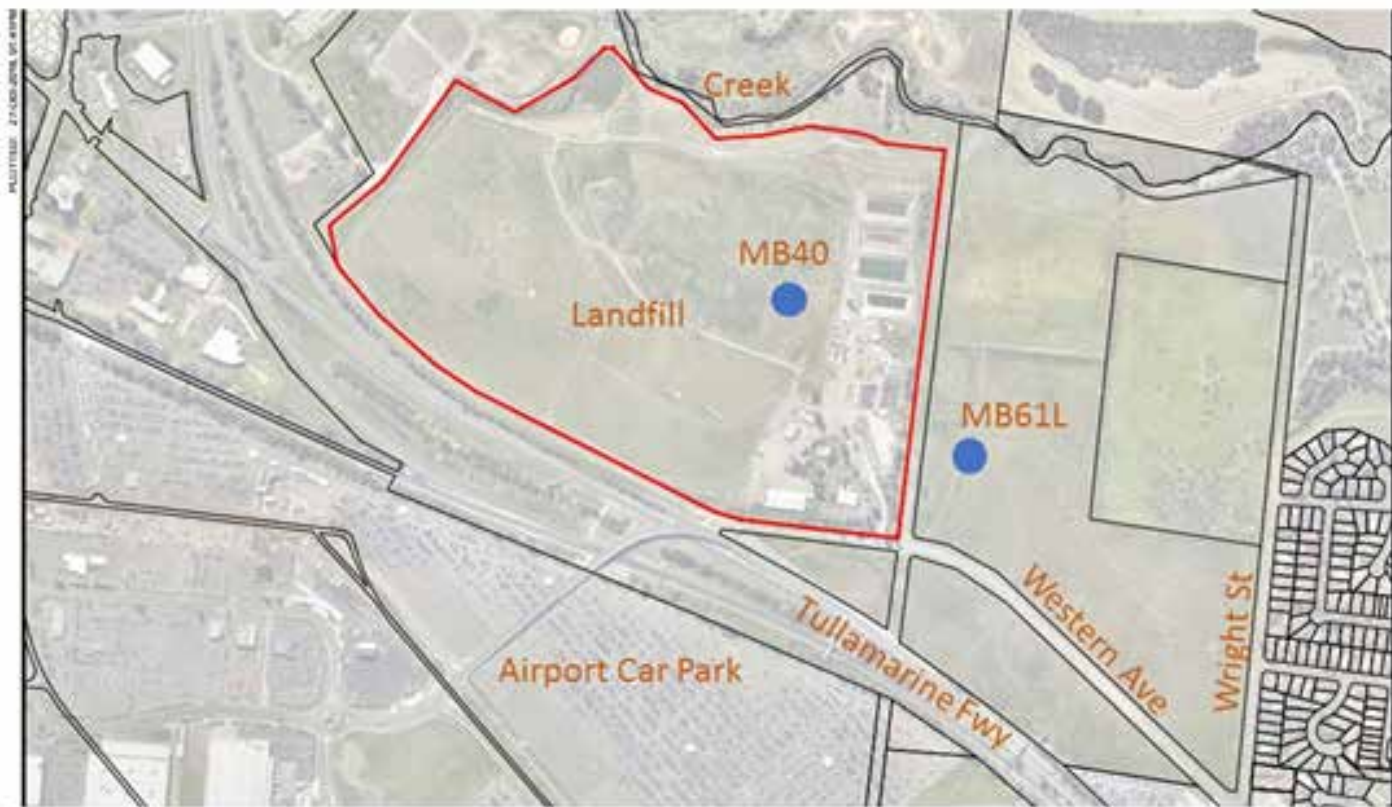 Creek
MB40
Landfill
MB61L
Western Ave
Wright St
Tullamarine Fwy
Airport Car Park